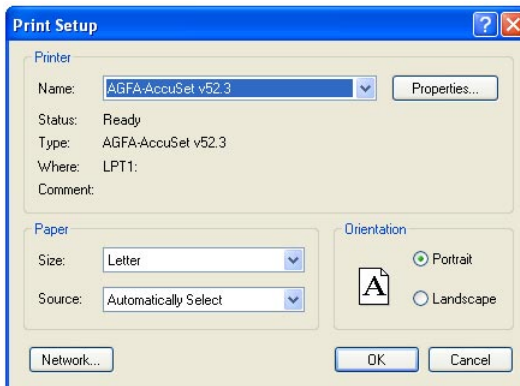 Print Setup
Printer
Name: AGFA-AccuSet v52.3 Properties...
Status: Ready
Type: AGFA-AccuSet v52.3
Where: LPT1:
Comment:
Paper Orientation
Size: Letter Portrait
A
Source: Automatically Select Landscape
Network... OK Cancel